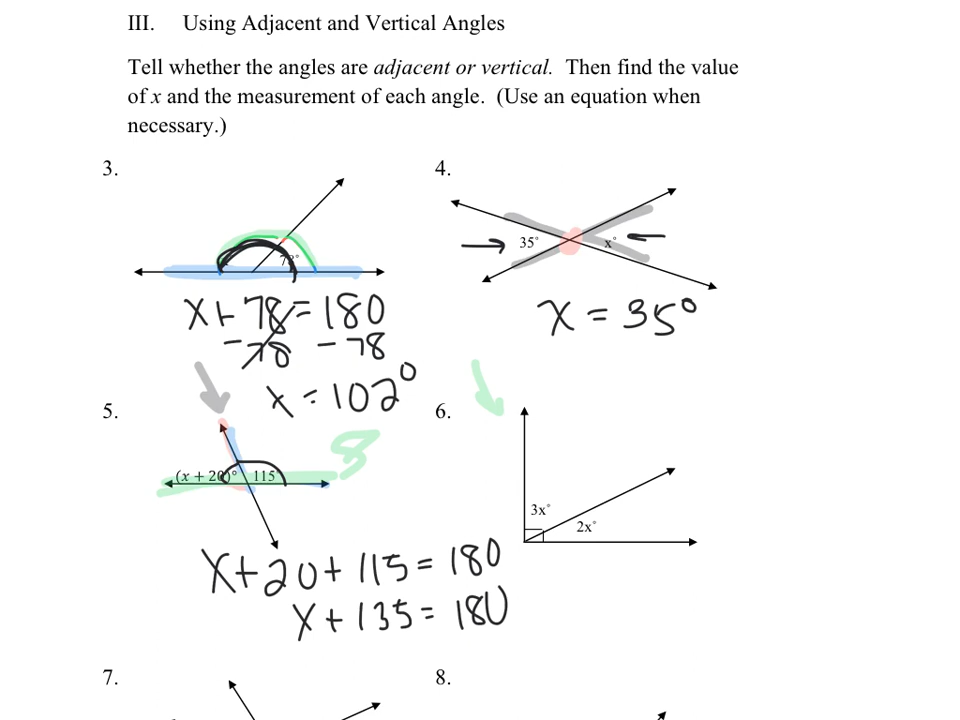 III. Using Adjacent and Vertical Angles
Tell whether the angles are adjacent or vertical. Then find the value
of x and the measurement of each angle. (Use an equation when
necessary.)
3.
4.
35°
x°
x + 78 = 180
-78 -78
x = 102°
x = 35°
5.
6.
(x + 20)°
115
3x°
2x°
x + 20 + 115 = 180
x + 135 = 180
7.
8.